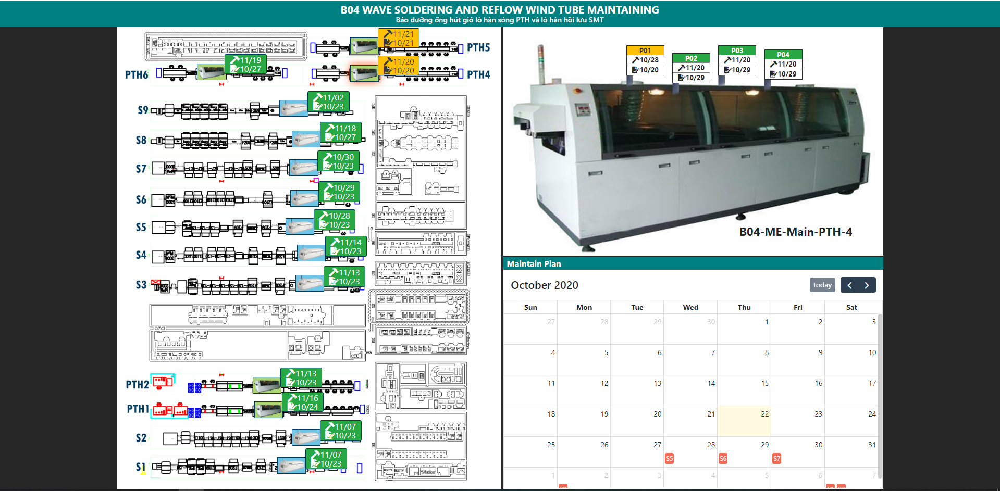 B04 WAVE SOLDERING AND REFLOW WIND TUBE MAINTAINING
Bảo dưỡng ống hút gió lò hàn sóng PTH và lò hàn hồi lưu SMT
11/21
10/21
PTH5
11/19
10/27
PTH6
11/20
10/20
PTH4
S9
11/02
10/23
S8
11/18
10/27
S7
10/30
10/23
S6
10/29
10/23
S5
10/28
10/23
S4
11/14
10/23
S3
11/13
10/23
PTH2
11/13
10/23
PTH1
11/16
10/24
S2
11/07
10/23
S1
11/07
10/23
P01
10/28
10/20
P02
11/20
10/29
P03
11/20
10/29
P04
11/20
10/29
B04-ME-Main-PTH-4
Maintain Plan
October 2020
today
Sun Mon Tue Wed Thu Fri Sat
27 28 29 30 1 2 3
4 5 6 7 8 9 10
11 12 13 14 15 16 17
18 19 20 21 22 23 24
25 26 27 28 29 30 31
S5 S6 S7
1 2 3 4 5 6 7